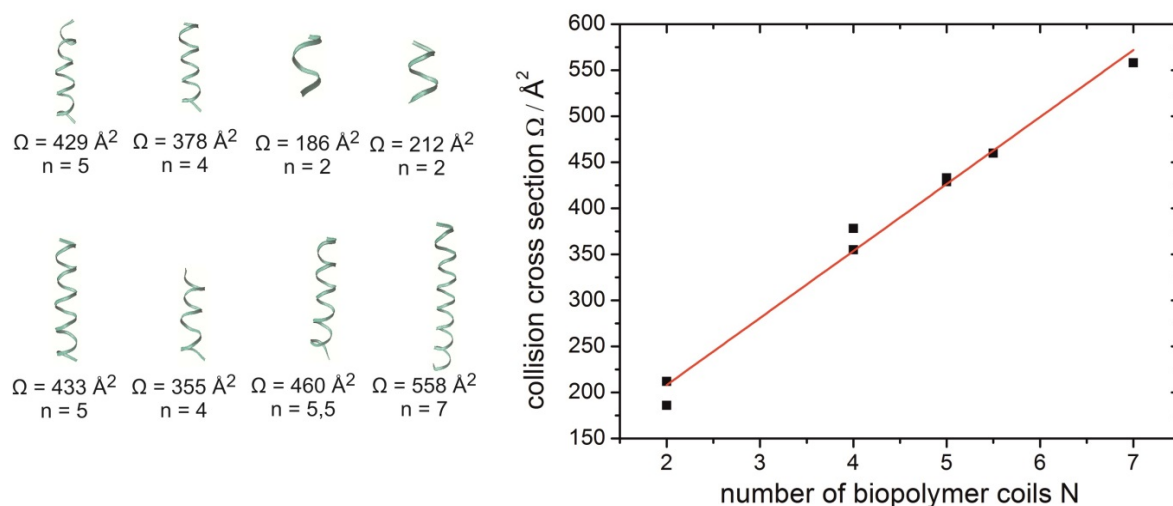 Ω = 429 Å²
n = 5
Ω = 378 Å²
n = 4
Ω = 186 Å²
n = 2
Ω = 212 Å²
n = 2
Ω = 433 Å²
n = 5
Ω = 355 Å²
n = 4
Ω = 460 Å²
n = 5,5
Ω = 558 Å²
n = 7
collision cross section Ω / Å²
600
550
500
450
400
350
300
250
200
150
2 3 4 5 6 7
number of biopolymer coils N